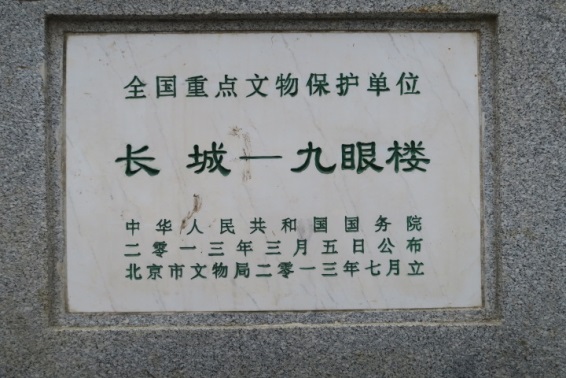 全国重点文物保护单位
长城—九眼楼
中华人民共和国国务院
二零一三年三月五日公布
北京市文物局二零一三年七月立